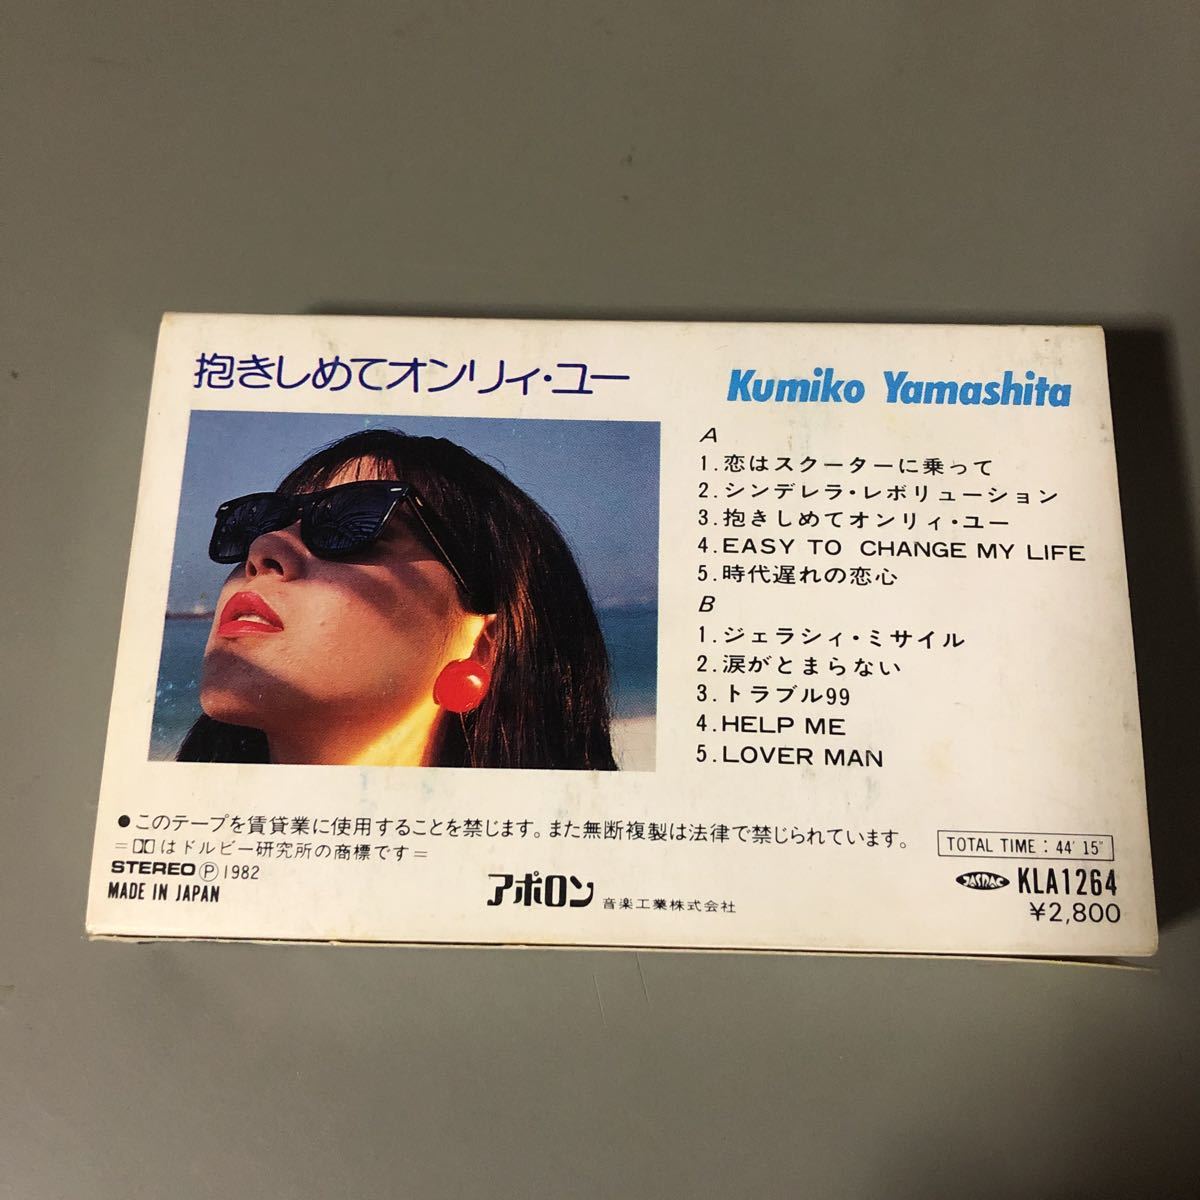 抱きしめてオンリィ・ユー
Kumiko Yamashita
A
1.恋はスクーターに乗って
2.シンデレラ・レボリューション
3.抱きしめてオンリィ・ユー
4.EASY TO CHANGE MY LIFE
5.時代遅れの恋心
B
1.ジェラシィ・ミサイル
2.涙がとまらない
3.トラブル99
4.HELP ME
5.LOVER MAN
●このテープを賃貸業に使用することを禁じます。また無断複製は法律で禁じられています。
=はドルビー研究所の商標です=
TOTAL TIME: 44' 15"
STEREO Ⓟ 1982
MADE IN JAPAN
アポロン 音楽工業株式会社
JASRAC KLA1264
¥2,800